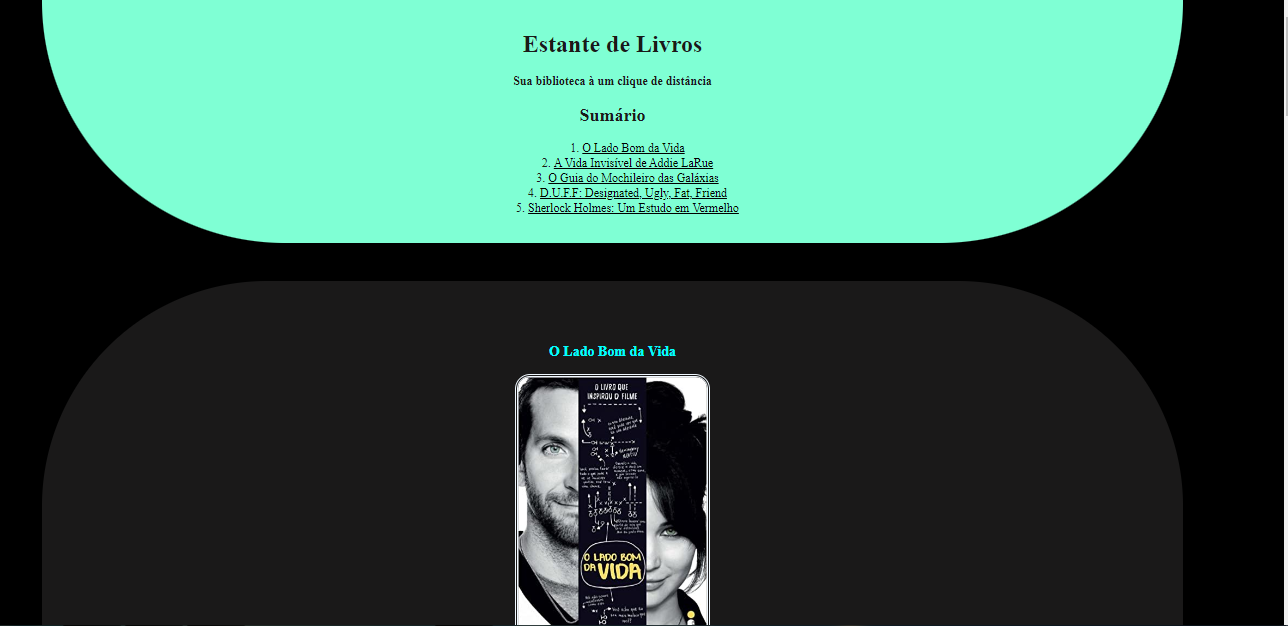 Estante de Livros
Sua biblioteca à um clique de distância
Sumário
1. O Lado Bom da Vida
2. A Vida Invisível de Addie LaRue
3. O Guia do Mochileiro das Galáxias
4. D.U.F.F: Designated, Ugly, Fat, Friend
5. Sherlock Holmes: Um Estudo em Vermelho
O Lado Bom da Vida
O LIVRO QUE
INSPIROU O FILME
O LADO BOM
DA VIDA